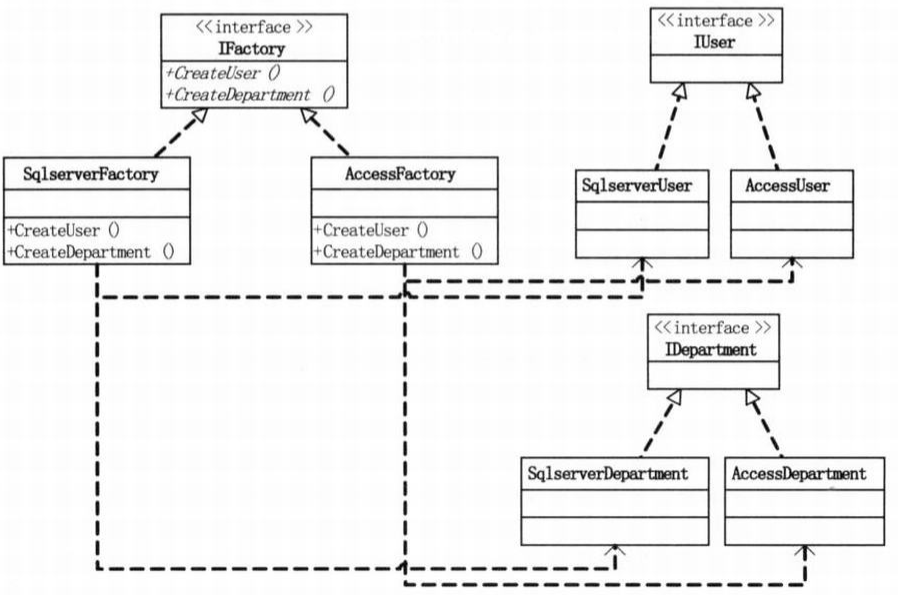 <<interface >>
IFactory
+CreateUser ()
+CreateDepartment ()
<<interface >>
IUser
SqlserverFactory
+CreateUser ()
+CreateDepartment ()
AccessFactory
+CreateUser ()
+CreateDepartment ()
SqlserverUser
AccessUser
<<interface >>
IDepartment
SqlserverDepartment
AccessDepartment